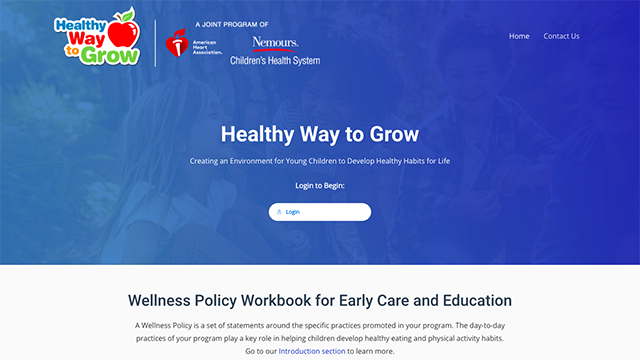 Healthy
Way
to
Grow
A JOINT PROGRAM OF
American
Heart
Association.
Nemours.
Children's Health System
Home
Contact Us
Healthy Way to Grow
Creating an Environment for Young Children to Develop Healthy Habits for Life
Login to Begin:
Login
Wellness Policy Workbook for Early Care and Education
A Wellness Policy is a set of statements around the specific practices promoted in your program. The day-to-day
practices of your program play a key role in helping children develop healthy eating and physical activity habits.
Go to our Introduction section to learn more.